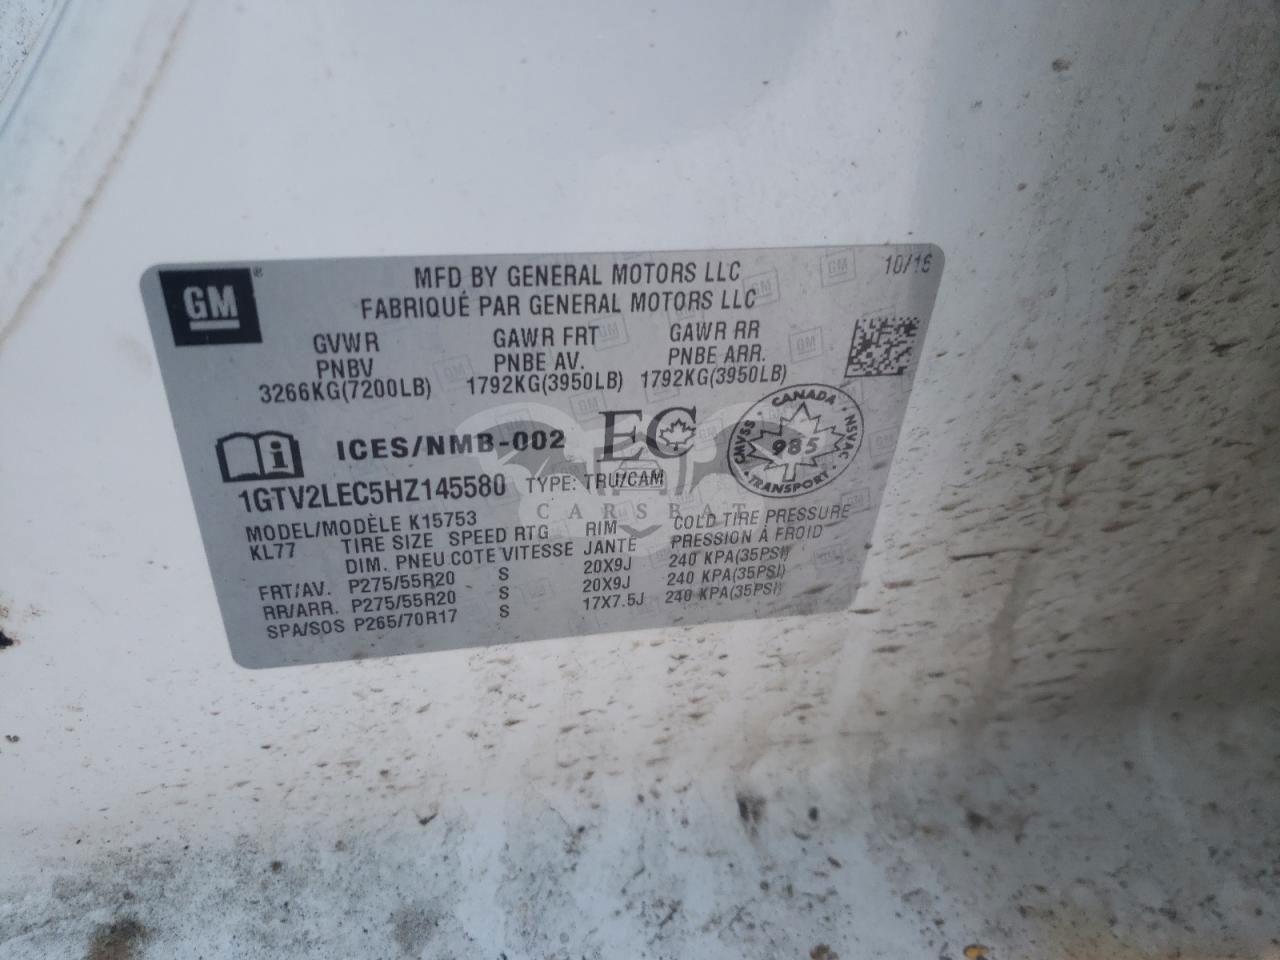 GM ®
MFD BY GENERAL MOTORS LLC
10/16
FABRIQUÉ PAR GENERAL MOTORS LLC
GVWR GAWR FRT GAWR RR
PNBV PNBE AV. PNBE ARR.
3266KG(7200LB) 1792KG(3950LB) 1792KG(3950LB)
ICES/NMB-002 EC
CANADA
CMVSS 985 NSVAC
TRANSPORT
1GTV2LEC5HZ145580 TYPE: TRU/CAM
CARSBAT
MODEL/MODÈLE K15753
KL77 TIRE SIZE SPEED RTG RIM COLD TIRE PRESSURE
DIM. PNEU COTE VITESSE JANTE PRESSION À FROID
FRT/AV. P275/55R20 S 20X9J 240 KPA(35PSI)
RR/ARR. P275/55R20 S 20X9J 240 KPA(35PSI)
SPA/SOS P265/70R17 S 17X7.5J 240 KPA(35PSI)